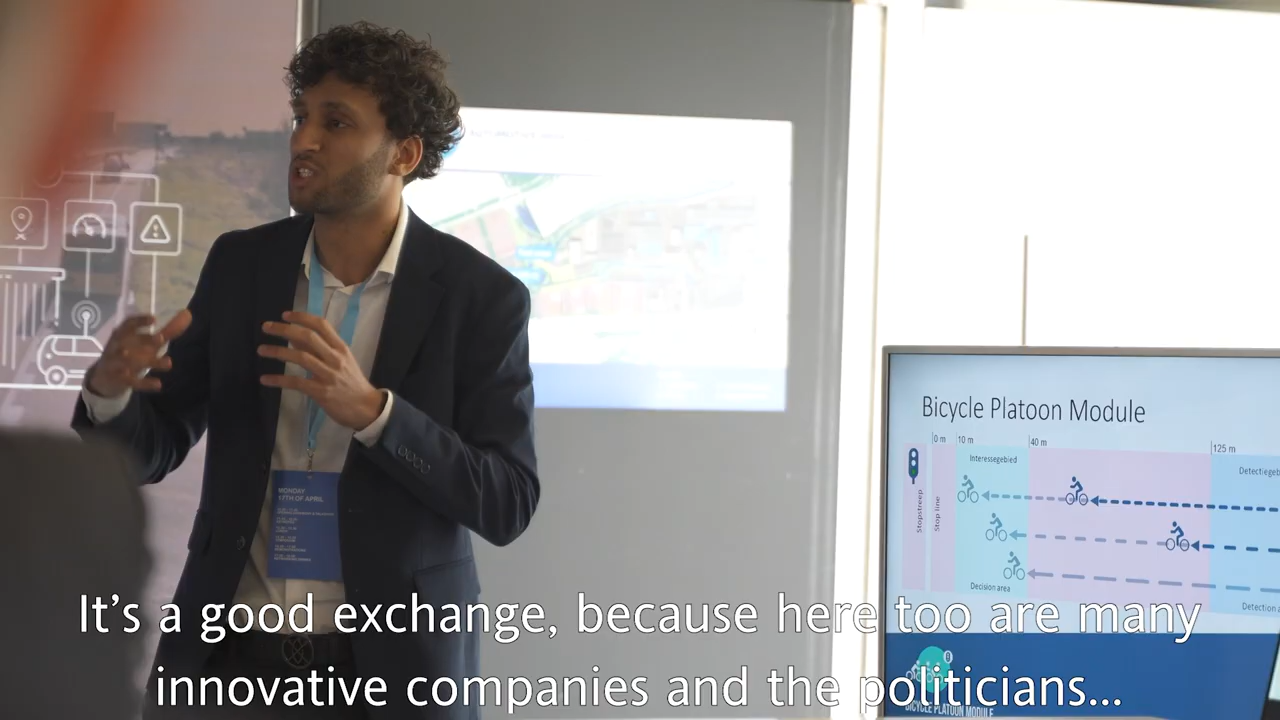 MONDAY
17TH OF APRIL
Bicycle Platoon Module
0 m
10 m
40 m
125 m
Interessegebied
Detectiegeb
Stopstreep
Stop line
Decision area
Detection a
BICYCLE PLATOON MODULE
It’s a good exchange, because here too are many
innovative companies and the politicians...